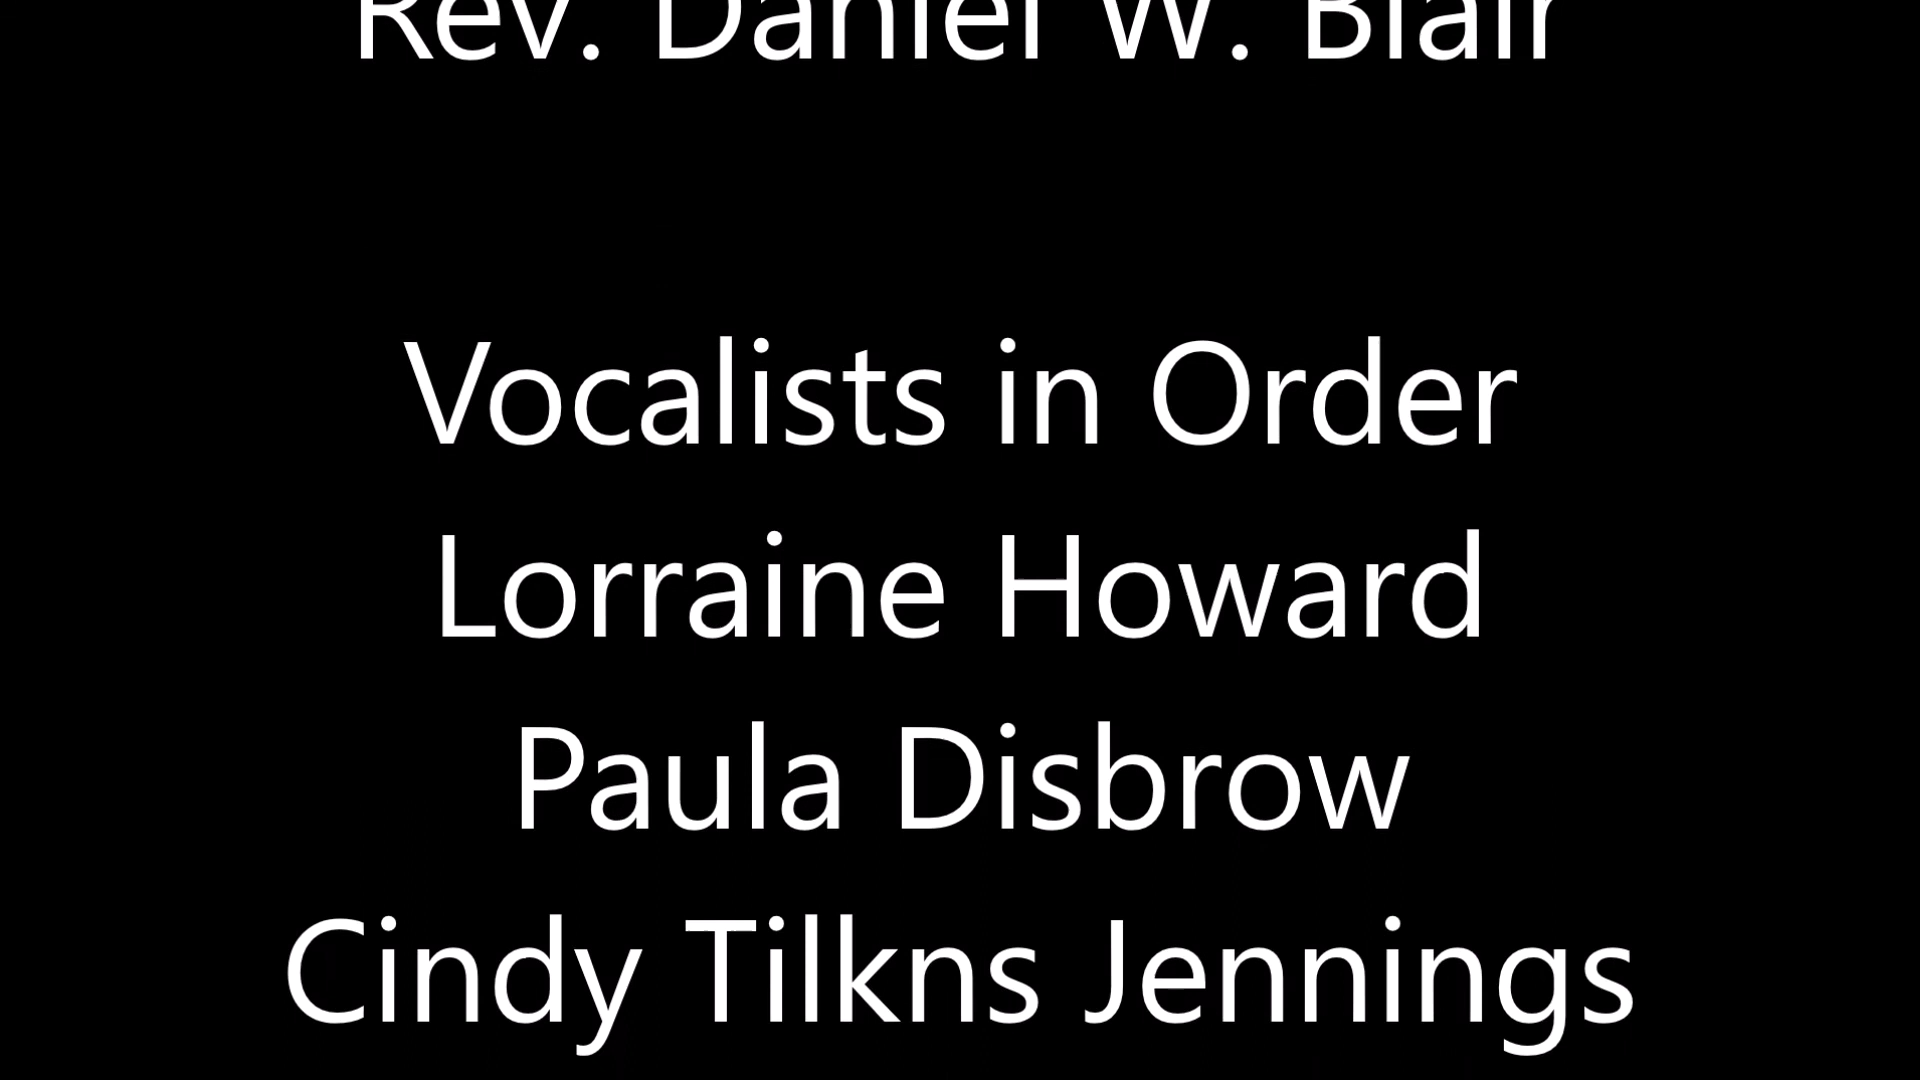 Rev. Daniel W. Blair
Vocalists in Order
Lorraine Howard
Paula Disbrow
Cindy Tilkns Jennings